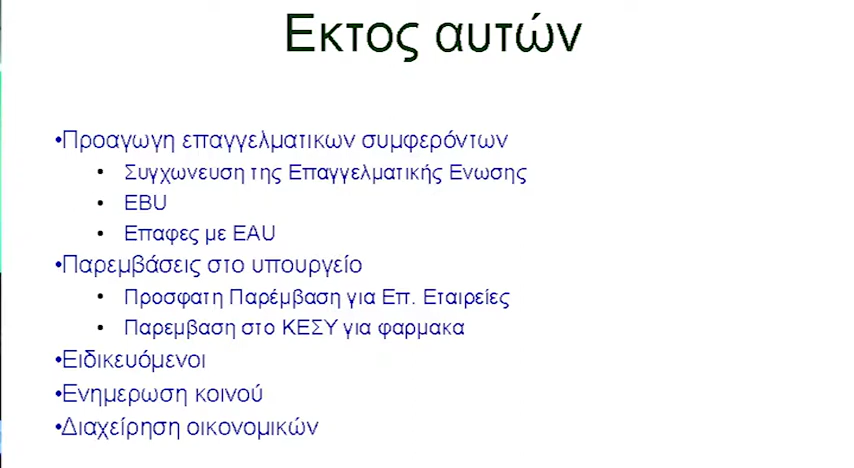 Εκτος αυτών
•Προαγωγη επαγγελματικων συμφερόντων
• Συγχωνευση της Επαγγελματικής Ενωσης
• EBU
• Επαφες με EAU
•Παρεμβάσεις στο υπουργείο
• Προσφατη Παρέμβαση για Επ. Εταιρείες
• Παρεμβαση στο ΚΕΣΥ για φαρμακα
•Ειδικευόμενοι
•Ενημερωση κοινού
•Διαχείρηση οικονομικών